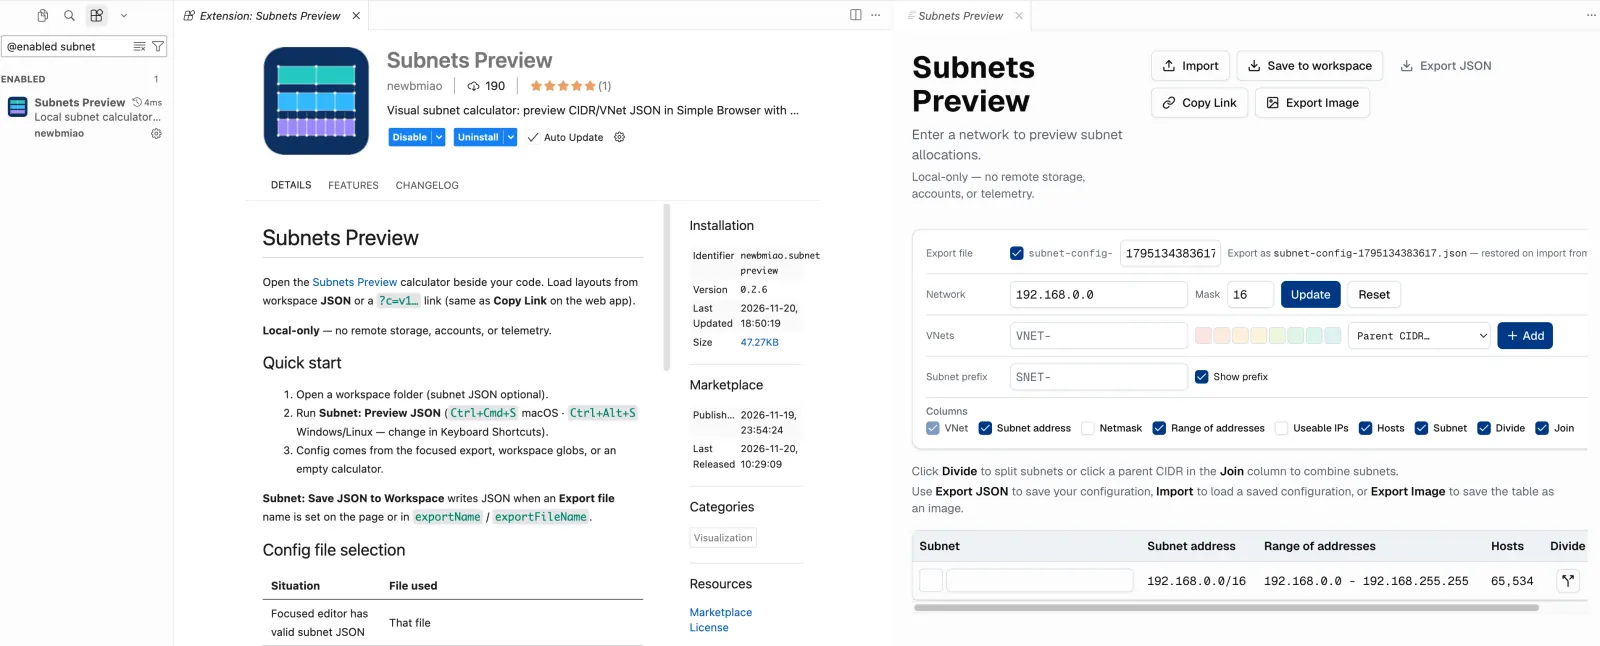 Extension: Subnets Preview
Subnets Preview
@enabled subnet
ENABLED
1
Subnets Preview 4ms
Local subnet calculator...
newbmiao
Subnets Preview
newbmiao 190 (1)
Visual subnet calculator: preview CIDR/VNet JSON in Simple Browser with ...
Disable
Uninstall
Auto Update
DETAILS
FEATURES
CHANGELOG
Subnets Preview
Open the Subnets Preview calculator beside your code. Load layouts from
workspace JSON or a ?c=v1… link (same as Copy Link on the web app).
Local-only — no remote storage, accounts, or telemetry.
Quick start
1. Open a workspace folder (subnet JSON optional).
2. Run Subnet: Preview JSON ( Ctrl+Cmd+S macOS · Ctrl+Alt+S
Windows/Linux — change in Keyboard Shortcuts).
3. Config comes from the focused export, workspace globs, or an
empty calculator.
Subnet: Save JSON to Workspace writes JSON when an Export file
name is set on the page or in exportName / exportFileName.
Config file selection
Situation File used
Focused editor has
valid subnet JSON
That file
Installation
Identifier newbmiao.subnet
preview
Version 0.2.6
Last 2026-11-20,
Updated 18:50:19
Size 47.27KB
Marketplace
Publish... 2026-11-19,
23:54:24
Last 2026-11-20,
Released 10:29:09
Categories
Visualization
Resources
Marketplace
License
Subnets
Preview
Enter a network to preview subnet
allocations.
Local-only — no remote storage,
accounts, or telemetry.
Import
Save to workspace
Export JSON
Copy Link
Export Image
Export file subnet-config- 1795134383617 Export as subnet-config-1795134383617.json — restored on import from
Network 192.168.0.0 Mask 16 Update Reset
VNets VNET- Parent CIDR… + Add
Subnet prefix SNET- Show prefix
Columns
VNet Subnet address Netmask Range of addresses Useable IPs Hosts Subnet Divide Join
Click Divide to split subnets or click a parent CIDR in the Join column to combine subnets.
Use Export JSON to save your configuration, Import to load a saved configuration, or Export Image to save the table as
an image.
Subnet Subnet address Range of addresses Hosts Divide
192.168.0.0/16 192.168.0.0 - 192.168.255.255 65,534